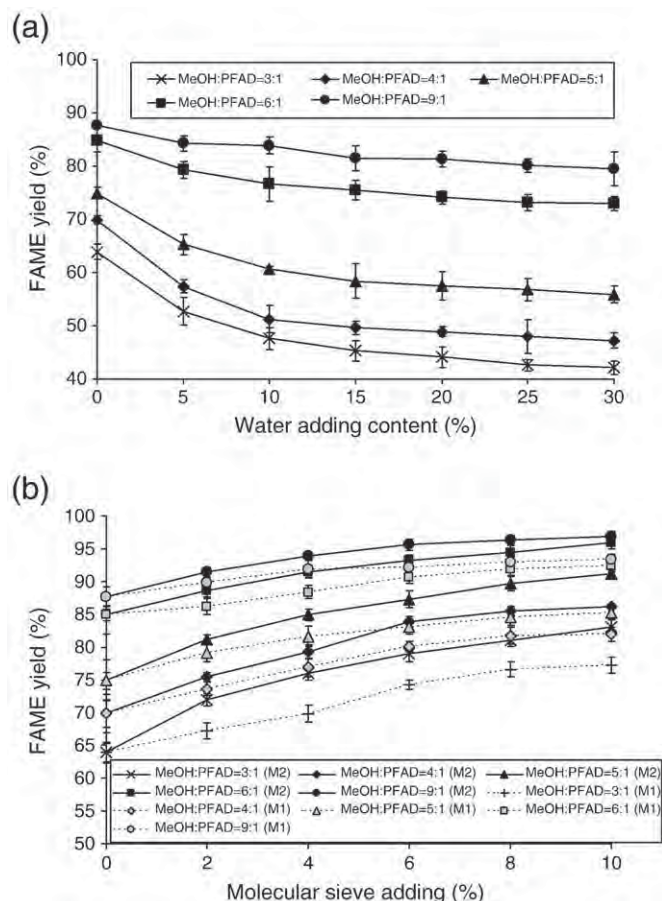 (a)
100
90
80
70
60
50
40
FAME yield (%)
MeOH:PFAD=3:1 MeOH:PFAD=4:1 MeOH:PFAD=5:1
MeOH:PFAD=6:1 MeOH:PFAD=9:1
0 5 10 15 20 25 30
Water adding content (%)
(b)
100
95
90
85
80
75
70
65
60
55
50
FAME yield (%)
MeOH:PFAD=3:1 (M2) MeOH:PFAD=4:1 (M2) MeOH:PFAD=5:1 (M2)
MeOH:PFAD=6:1 (M2) MeOH:PFAD=9:1 (M2) MeOH:PFAD=3:1 (M1)
MeOH:PFAD=4:1 (M1) MeOH:PFAD=5:1 (M1) MeOH:PFAD=6:1 (M1)
MeOH:PFAD=9:1 (M1)
0 2 4 6 8 10
Molecular sieve adding (%)